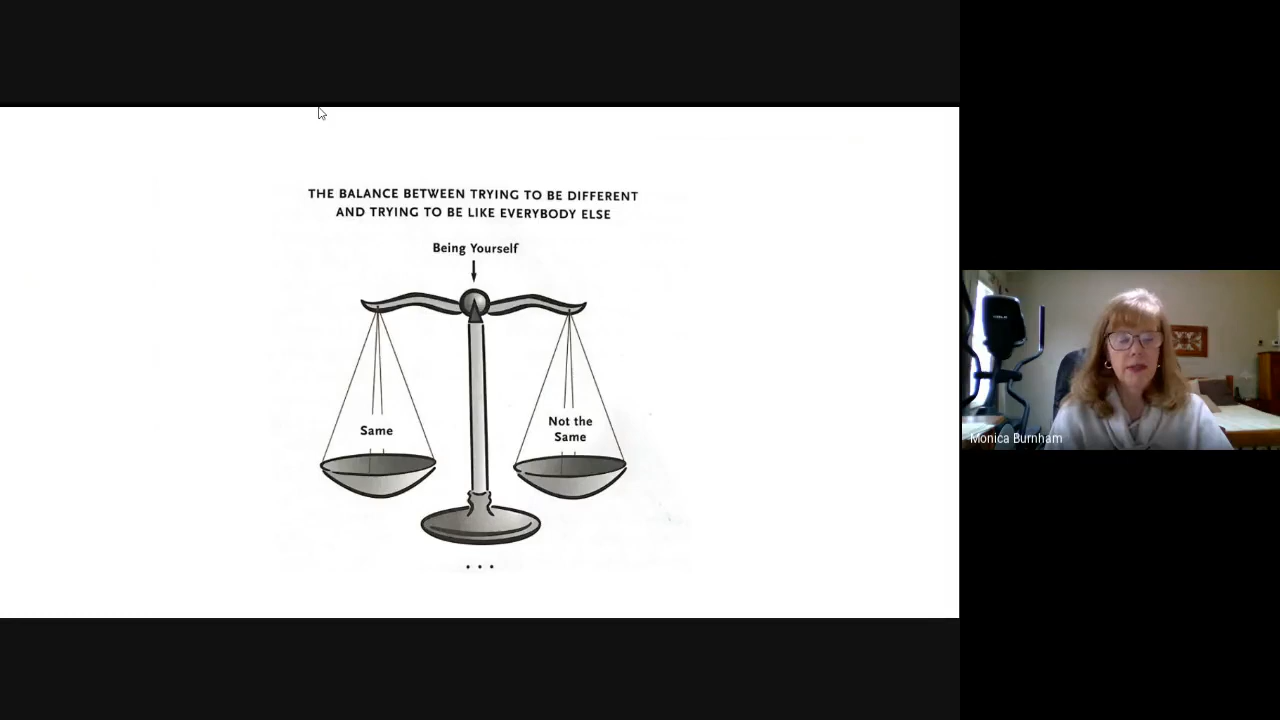 THE BALANCE BETWEEN TRYING TO BE DIFFERENT
AND TRYING TO BE LIKE EVERYBODY ELSE
Being Yourself
Same
Not the
Same
. . .
Monica Burnham